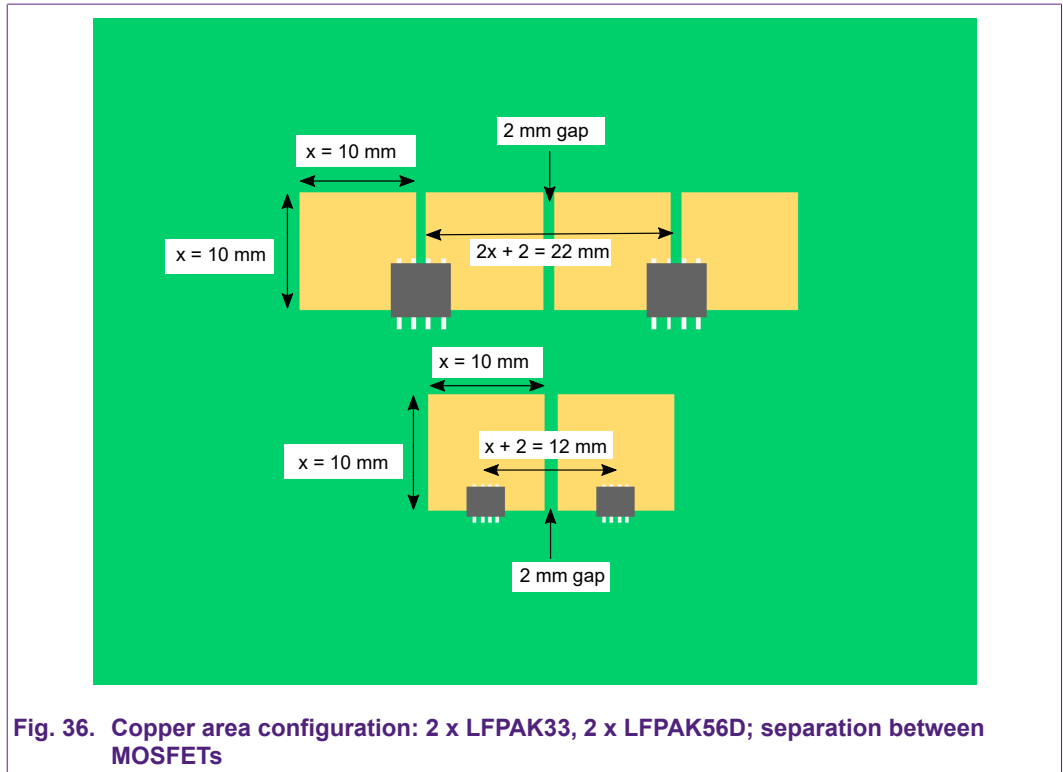 2 mm gap
x = 10 mm
x = 10 mm
2x + 2 = 22 mm
x = 10 mm
x + 2 = 12 mm
x = 10 mm
2 mm gap
Fig. 36. Copper area configuration: 2 x LFPAK33, 2 x LFPAK56D; separation between
MOSFETs